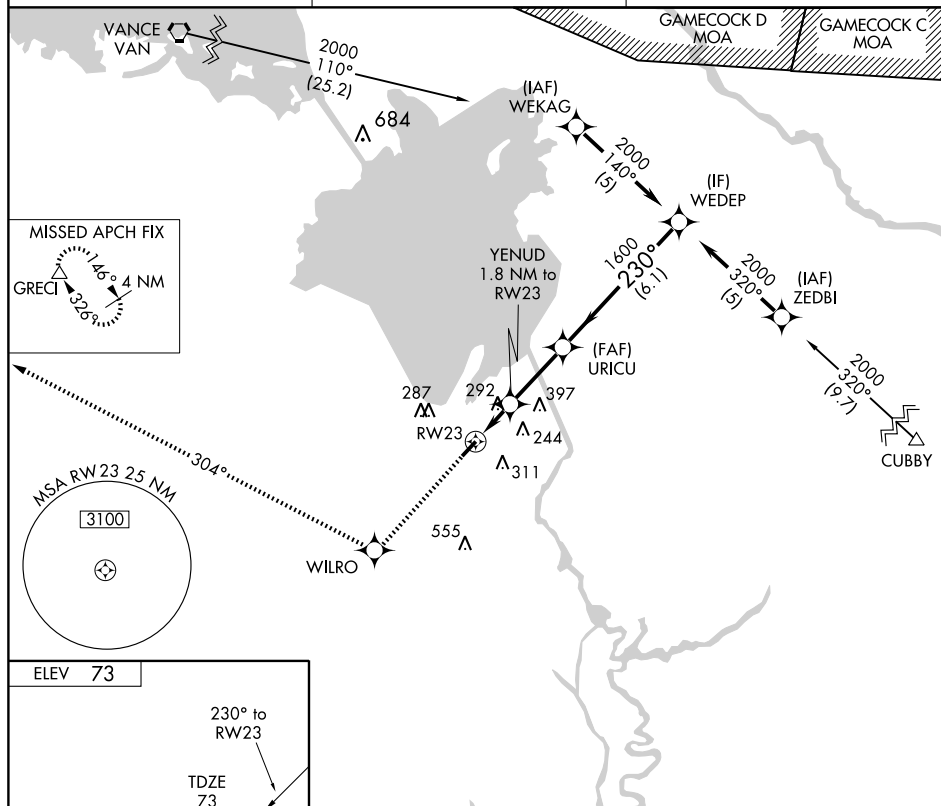 VANCE
VAN
2000
110°
(25.2)
GAMECOCK D
MOA
GAMECOCK C
MOA
684
(IAF)
WEKAG
2000
140°
(5)
(IF)
WEDEP
MISSED APCH FIX
GRECI
146°
4 NM
326°
YENUD
1.8 NM to
RW23
1600
230°
(6.1)
2000
320°
(5)
(IAF)
ZEDBI
(FAF)
URICU
2000
320°
(9.7)
CUBBY
287
292
397
RW23
244
311
304°
MSA RW23 25 NM
3100
555
WILRO
ELEV 73
230° to
RW23
TDZE
73